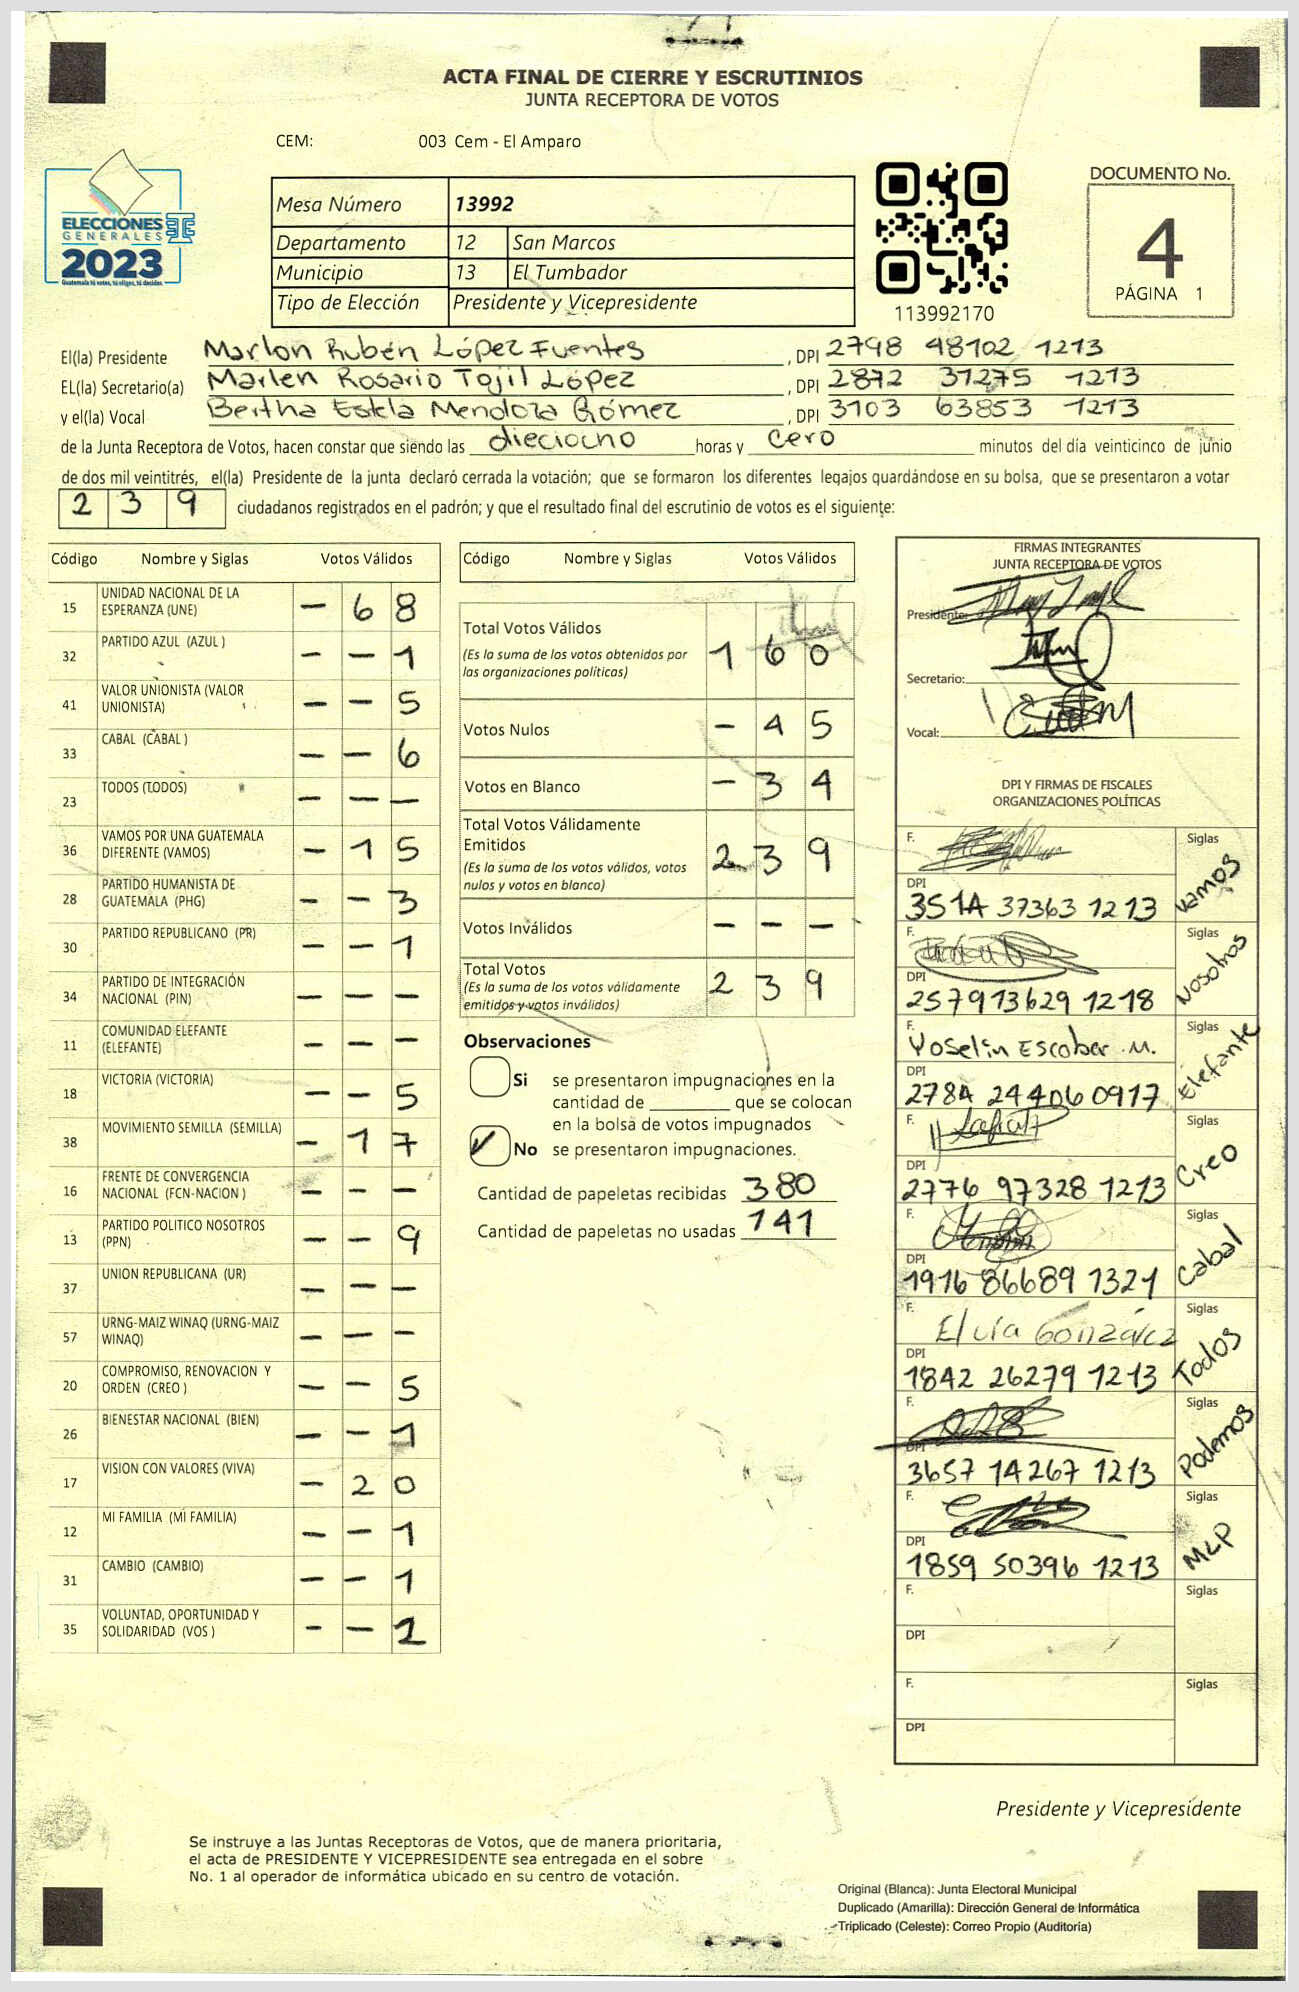 ACTA FINAL DE CIERRE Y ESCRUTINIOS
JUNTA RECEPTORA DE VOTOS
CEM: 003 Cem - El Amparo
ELECCIONES
GENERALES
2023
Guatemala tú votas, tú eliges, tú decides
Mesa Número 13992
Departamento 12 San Marcos
Municipio 13 El Tumbador
Tipo de Elección Presidente y Vicepresidente
113992170
DOCUMENTO No.
4
PÁGINA 1
El(la) Presidente Marlon Rubén López Fuentes , DPI 2798 48102 1213
EL(la) Secretario(a) Marlen Rosario Tojil López , DPI 2872 31275 1213
y el(la) Vocal Bertha Estela Mendoza Gómez , DPI 3103 63853 1213
de la Junta Receptora de Votos, hacen constar que siendo las dieciocho horas y cero minutos del día veinticinco de junio
de dos mil veintitrés, el(la) Presidente de la junta declaró cerrada la votación; que se formaron los diferentes legajos guardándose en su bolsa, que se presentaron a votar
2 3 9 ciudadanos registrados en el padrón; y que el resultado final del escrutinio de votos es el siguiente:
Código Nombre y Siglas Votos Válidos
15 UNIDAD NACIONAL DE LA
ESPERANZA (UNE) - 6 8
32 PARTIDO AZUL (AZUL ) - - 1
41 VALOR UNIONISTA (VALOR
UNIONISTA) - - 5
33 CABAL (CABAL ) - - 6
23 TODOS (TODOS) - - -
36 VAMOS POR UNA GUATEMALA
DIFERENTE (VAMOS) - 1 5
28 PARTIDO HUMANISTA DE
GUATEMALA (PHG) - - 3
30 PARTIDO REPUBLICANO (PR) - - 1
34 PARTIDO DE INTEGRACIÓN
NACIONAL (PIN) - - -
11 COMUNIDAD ELEFANTE
(ELEFANTE) - - -
18 VICTORIA (VICTORIA) - - 5
38 MOVIMIENTO SEMILLA (SEMILLA) - 1 7
16 FRENTE DE CONVERGENCIA
NACIONAL (FCN-NACION ) - - -
13 PARTIDO POLITICO NOSOTROS
(PPN) - - 9
37 UNION REPUBLICANA (UR) - - -
57 URNG-MAIZ WINAQ (URNG-MAIZ
WINAQ) - - -
20 COMPROMISO, RENOVACION Y
ORDEN (CREO ) - - 5
26 BIENESTAR NACIONAL (BIEN) - - 1
17 VISION CON VALORES (VIVA) - 2 0
12 MI FAMILIA (MI FAMILIA) - - 1
31 CAMBIO (CAMBIO) - - 1
35 VOLUNTAD, OPORTUNIDAD Y
SOLIDARIDAD (VOS ) - - 1
Código Nombre y Siglas Votos Válidos
Total Votos Válidos
(Es la suma de los votos obtenidos por
las organizaciones políticas) 1 6 0
Votos Nulos - 4 5
Votos en Blanco - 3 4
Total Votos Válidamente
Emitidos
(Es la suma de los votos válidos, votos
nulos y votos en blanco) 2 3 9
Votos Inválidos - - -
Total Votos
(Es la suma de los votos válidamente
emitidos y votos inválidos) 2 3 9
Observaciones
Si se presentaron impugnaciones en la
cantidad de ________ que se colocan
en la bolsa de votos impugnados
No se presentaron impugnaciones.
Cantidad de papeletas recibidas 380
Cantidad de papeletas no usadas 141
FIRMAS INTEGRANTES
JUNTA RECEPTORA DE VOTOS
Presidente:
Secretario:
Vocal:
DPI Y FIRMAS DE FISCALES
ORGANIZACIONES POLÍTICAS
F. Siglas Vamos
DPI
3514 37363 1213
F. Siglas Nosotros
DPI
2579136291218
F. Yoselin Escobar M. Siglas Elefante
DPI
2784 24406 0917
F. Siglas Creo
DPI
2776 97328 1213
F. Siglas Cabal
DPI
1916 86689 1321
F. Elvia González Siglas Todos
DPI
1842 26279 1213
F. Siglas Podemos
DPI
3657 14267 1213
F. Siglas MLP
DPI
1859 50396 1213
F. Siglas
DPI
F. Siglas
DPI
Presidente y Vicepresidente
Se instruye a las Juntas Receptoras de Votos, que de manera prioritaria,
el acta de PRESIDENTE Y VICEPRESIDENTE sea entregada en el sobre
No. 1 al operador de informática ubicado en su centro de votación.
Original (Blanca): Junta Electoral Municipal
Duplicado (Amarilla): Dirección General de Informática
Triplicado (Celeste): Correo Propio (Auditoría)